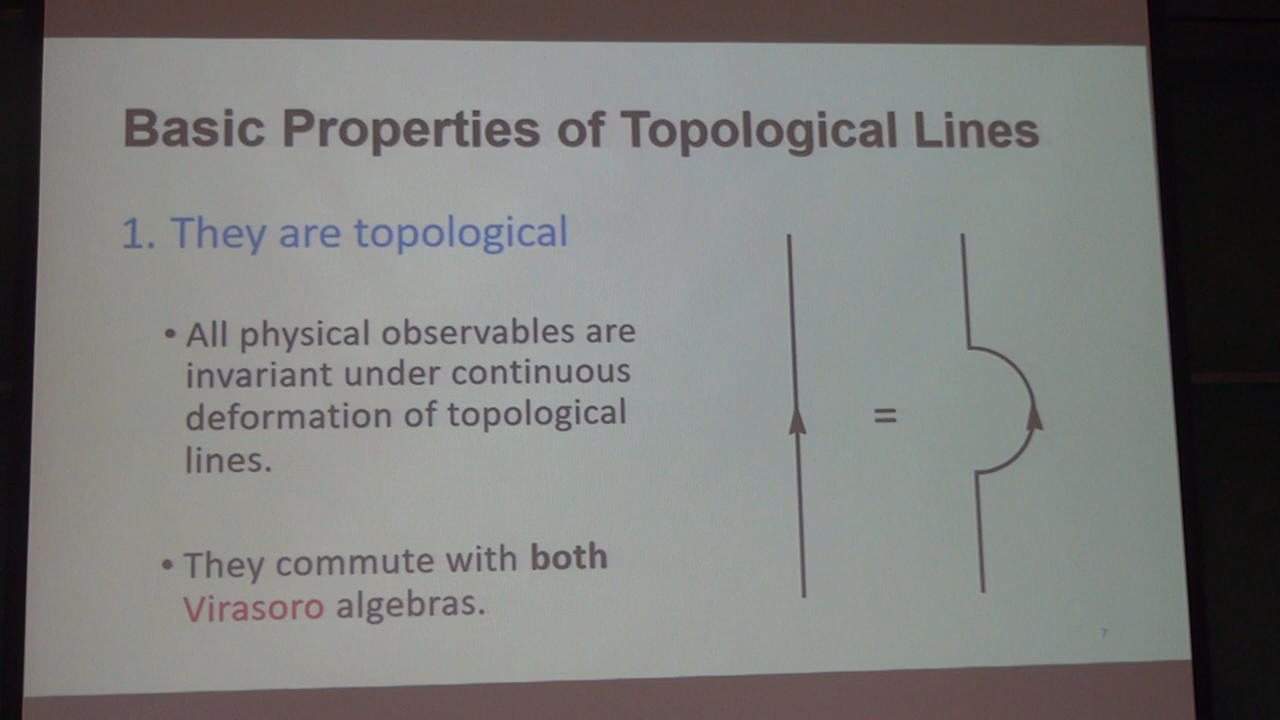 Basic Properties of Topological Lines
1. They are topological
• All physical observables are
invariant under continuous
deformation of topological
lines.
=
• They commute with both
Virasoro algebras.
7